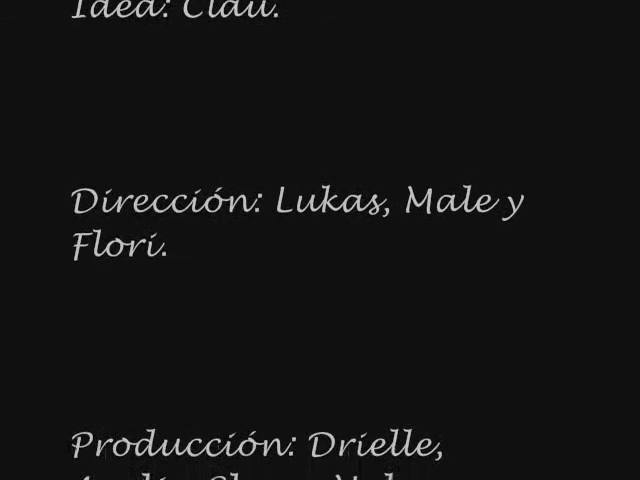 Idea: Clau.
Dirección: Lukas, Male y
Flori.
Producción: Drielle,